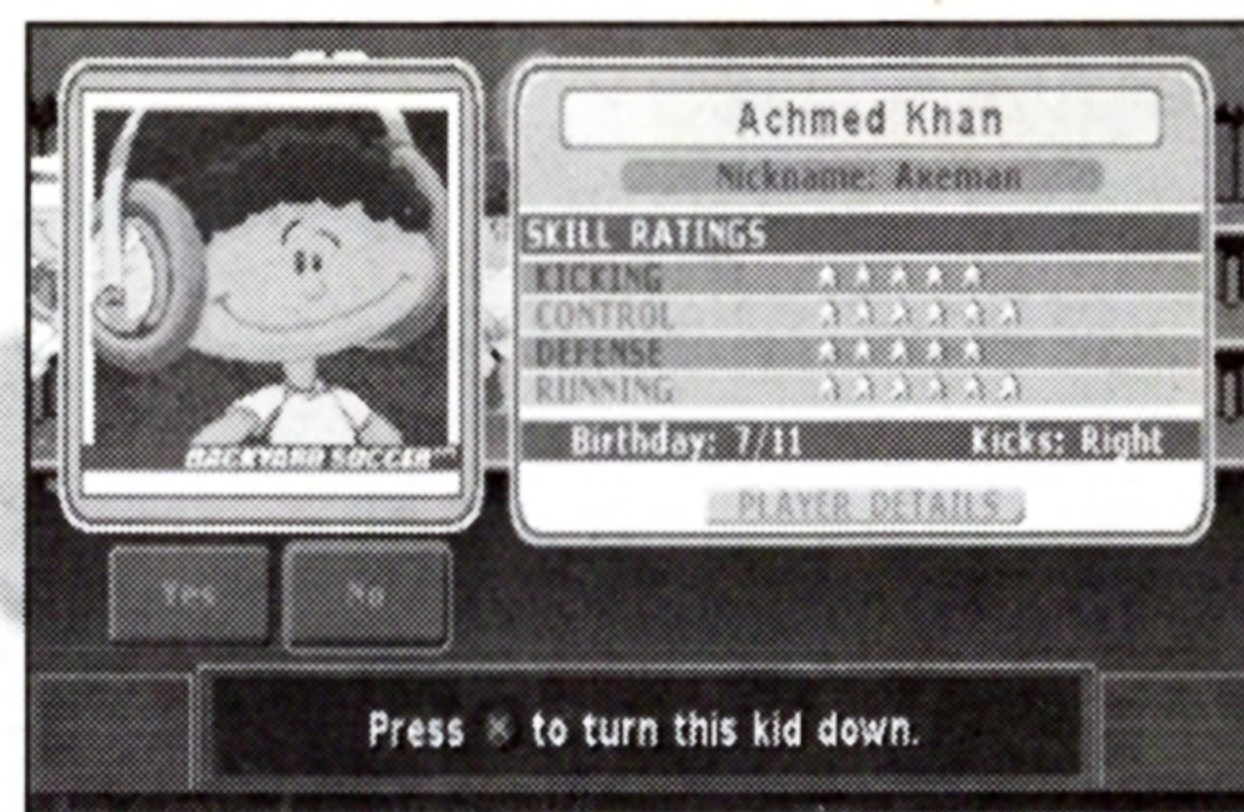 Achmed Khan
Nickname: Axeman
SKILL RATINGS
KICKING
CONTROL
DEFENSE
RUNNING
Birthday: 7/11 Kicks: Right
BACKYARD SOCCER
PLAYER DETAILS
Yes No
Press X to turn this kid down.